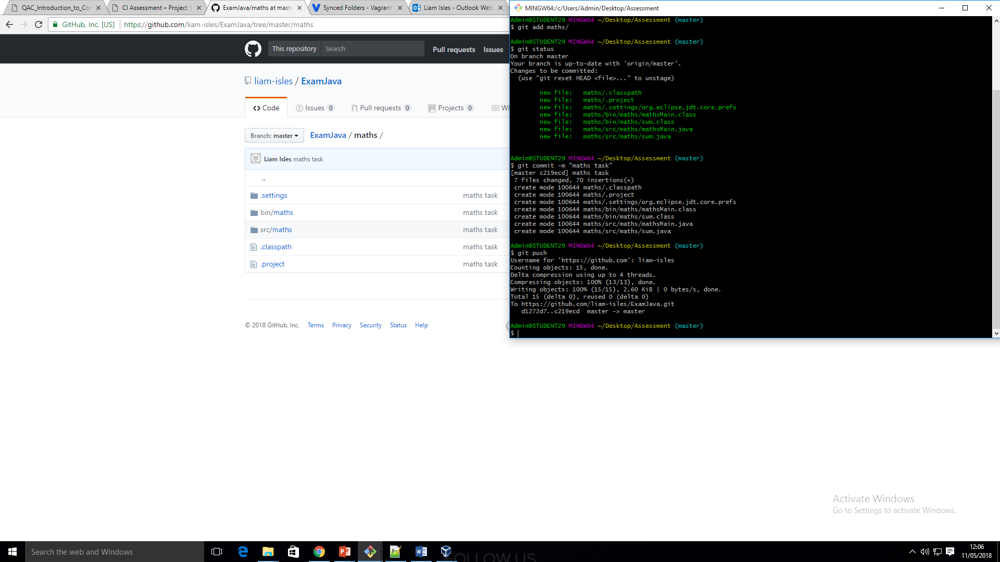 QAC_Introduction_to_Cor
CI Assessment – Project S
ExamJava/maths at maste
Synced Folders - Vagrant
Liam Isles - Outlook Web
MINGW64:/c/Users/Admin/Desktop/Assessment
GitHub, Inc. [US]
https://github.com/liam-isles/ExamJava/tree/master/maths
This repository
Search
Pull requests
Issues
liam-isles / ExamJava
Code
Issues 0
Pull requests 0
Projects 0
Wi
Branch: master
ExamJava / maths /
Liam Isles maths task
..
.settings maths task
bin/maths maths task
src/maths maths task
.classpath maths task
.project maths task
© 2018 GitHub, Inc. Terms Privacy Security Status Help
Admin@STUDENT29 MINGW64 ~/Desktop/Assessment (master)
$ git add maths/
Admin@STUDENT29 MINGW64 ~/Desktop/Assessment (master)
$ git status
On branch master
Your branch is up-to-date with 'origin/master'.
Changes to be committed:
(use "git reset HEAD <file>..." to unstage)
new file: maths/.classpath
new file: maths/.project
new file: maths/.settings/org.eclipse.jdt.core.prefs
new file: maths/bin/maths/mathsMain.class
new file: maths/bin/maths/sum.class
new file: maths/src/maths/mathsMain.java
new file: maths/src/maths/sum.java
Admin@STUDENT29 MINGW64 ~/Desktop/Assessment (master)
$ git commit -m "maths task"
[master c219ecd] maths task
7 files changed, 70 insertions(+)
create mode 100644 maths/.classpath
create mode 100644 maths/.project
create mode 100644 maths/.settings/org.eclipse.jdt.core.prefs
create mode 100644 maths/bin/maths/mathsMain.class
create mode 100644 maths/bin/maths/sum.class
create mode 100644 maths/src/maths/mathsMain.java
create mode 100644 maths/src/maths/sum.java
Admin@STUDENT29 MINGW64 ~/Desktop/Assessment (master)
$ git push
Username for 'https://github.com': liam-isles
Counting objects: 15, done.
Delta compression using up to 4 threads.
Compressing objects: 100% (13/13), done.
Writing objects: 100% (15/15), 2.60 KiB | 0 bytes/s, done.
Total 15 (delta 0), reused 0 (delta 0)
To https://github.com/liam-isles/ExamJava.git
d1272d7..c219ecd master -> master
Admin@STUDENT29 MINGW64 ~/Desktop/Assessment (master)
$
Activate Windows
Go to Settings to activate Windows.
Search the web and Windows
FOLLOW US
12:06
11/05/2018